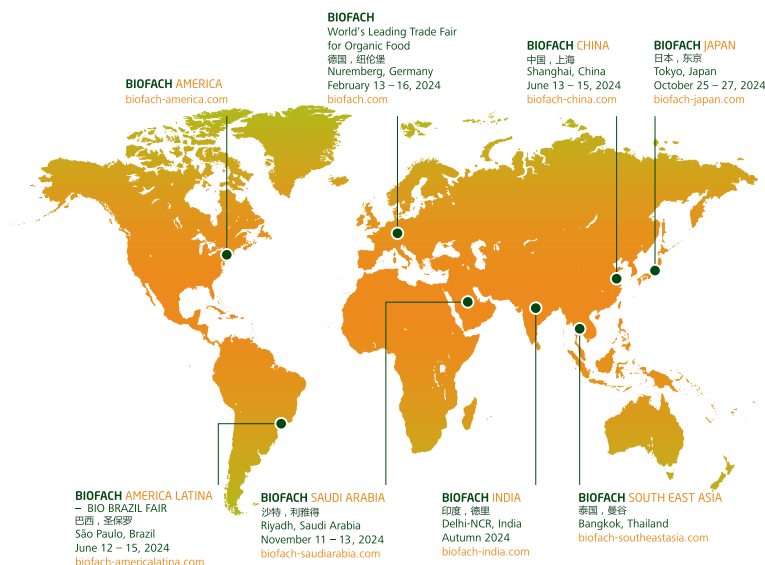 BIOFACH
World's Leading Trade Fair
for Organic Food
德国，纽伦堡
Nuremberg, Germany
February 13 – 16, 2024
biofach.com
BIOFACH CHINA
中国，上海
Shanghai, China
June 13 – 15, 2024
biofach-china.com
BIOFACH JAPAN
日本，东京
Tokyo, Japan
October 25 – 27, 2024
biofach-japan.com
BIOFACH AMERICA
biofach-america.com
BIOFACH AMERICA LATINA
– BIO BRAZIL FAIR
巴西，圣保罗
São Paulo, Brazil
June 12 – 15, 2024
biofach-americalatina.com
BIOFACH SAUDI ARABIA
沙特，利雅得
Riyadh, Saudi Arabia
November 11 – 13, 2024
biofach-saudiarabia.com
BIOFACH INDIA
印度，德里
Delhi-NCR, India
Autumn 2024
biofach-india.com
BIOFACH SOUTH EAST ASIA
泰国，曼谷
Bangkok, Thailand
biofach-southeastasia.com